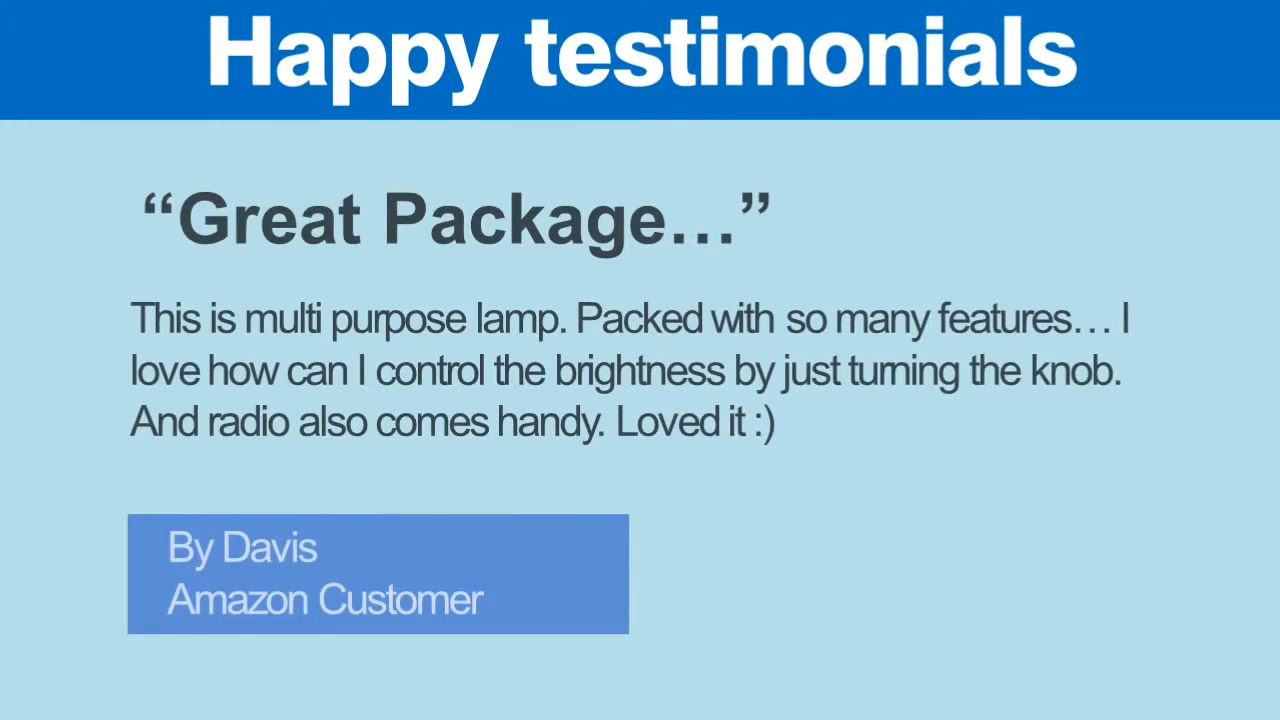 Happy testimonials
“Great Package...”
This is multi purpose lamp. Packed with so many features... I
love how can I control the brightness by just turning the knob.
And radio also comes handy. Loved it :)
By Davis
Amazon Customer